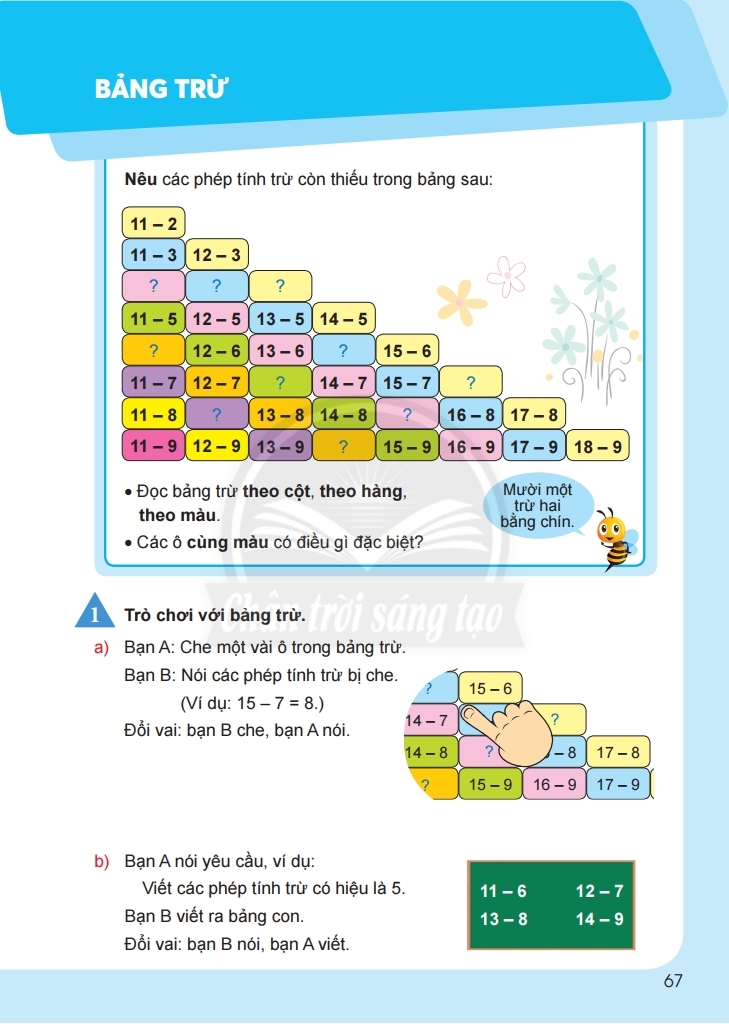 BẢNG TRỪ
Nêu các phép tính trừ còn thiếu trong bảng sau:
11 – 2
11 – 3 12 – 3
? ? ?
11 – 5 12 – 5 13 – 5 14 – 5
? 12 – 6 13 – 6 ? 15 – 6
11 – 7 12 – 7 ? 14 – 7 15 – 7 ?
11 – 8 ? 13 – 8 14 – 8 ? 16 – 8 17 – 8
11 – 9 12 – 9 13 – 9 ? 15 – 9 16 – 9 17 – 9 18 – 9
• Đọc bảng trừ theo cột, theo hàng,
theo màu.
• Các ô cùng màu có điều gì đặc biệt?
Mười một
trừ hai
bằng chín.
Chân trời sáng tạo
1 Trò chơi với bảng trừ.
a) Bạn A: Che một vài ô trong bảng trừ.
Bạn B: Nói các phép tính trừ bị che.
(Ví dụ: 15 – 7 = 8.)
Đổi vai: bạn B che, bạn A nói.
? 15 – 6
14 – 7 ?
14 – 8 ? – 8 17 – 8
? 15 – 9 16 – 9 17 – 9
b) Bạn A nói yêu cầu, ví dụ:
Viết các phép tính trừ có hiệu là 5.
Bạn B viết ra bảng con.
Đổi vai: bạn B nói, bạn A viết.
11 – 6 12 – 7
13 – 8 14 – 9
67